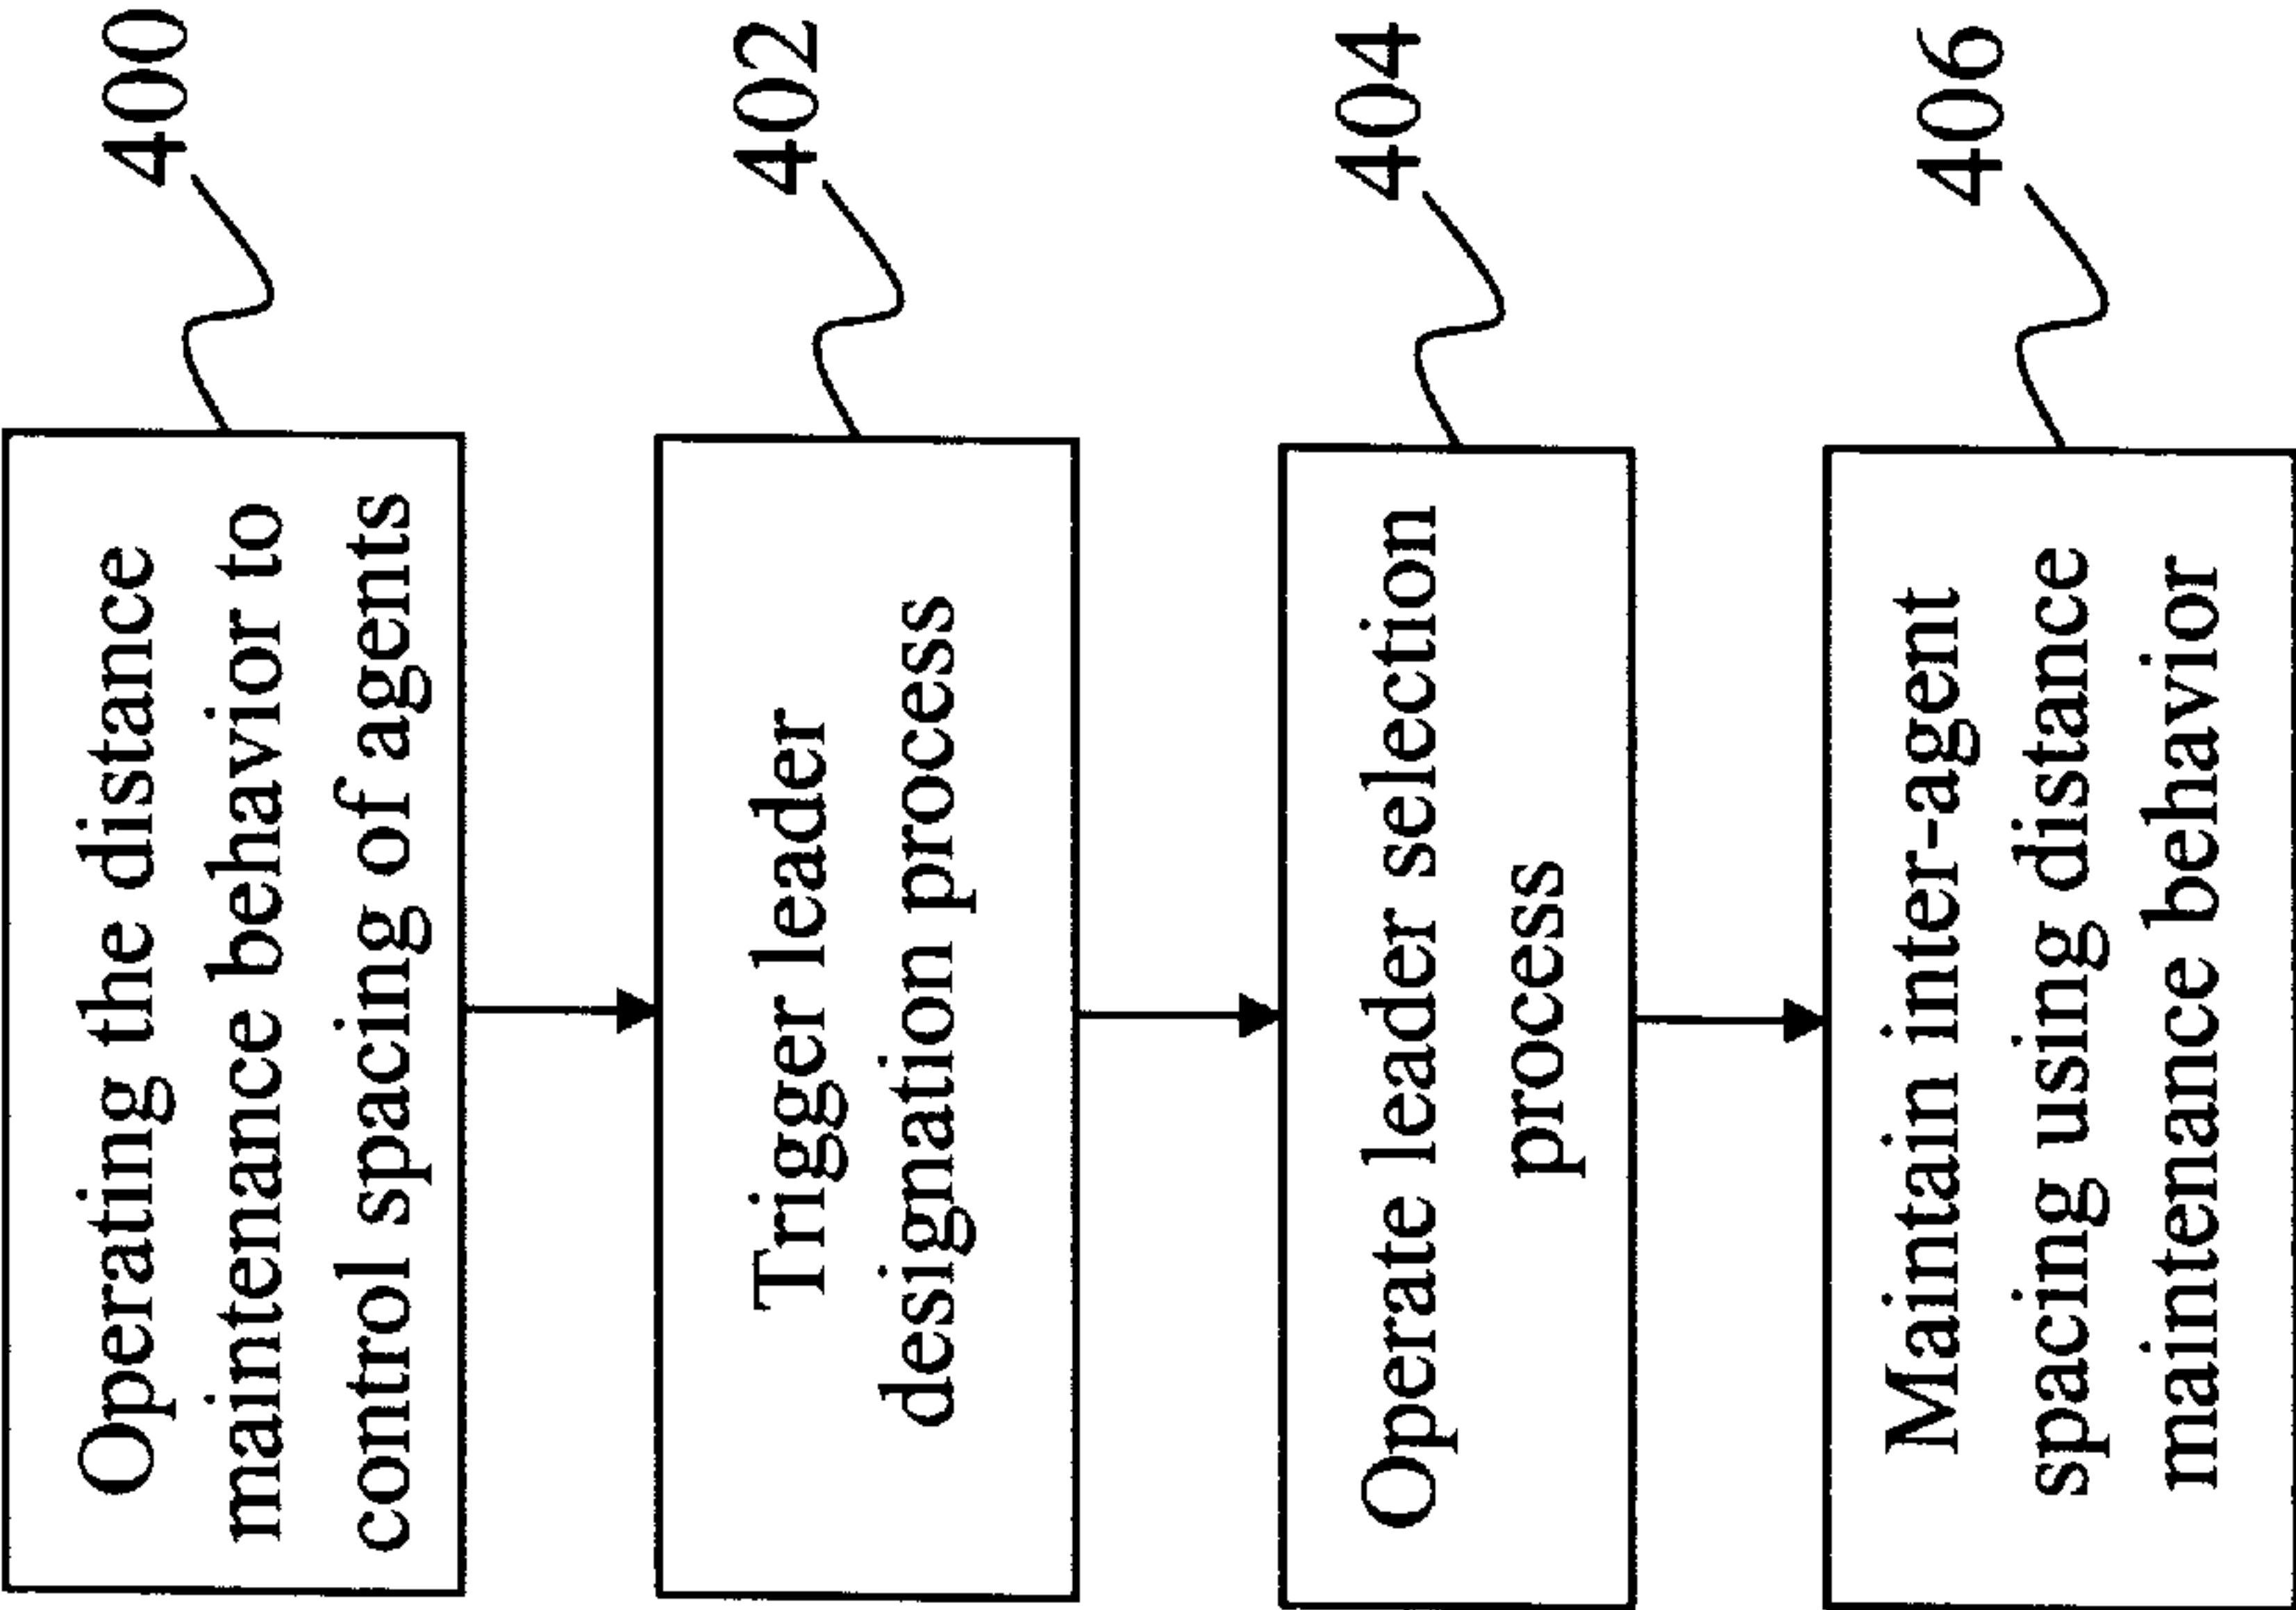 Operating the distance
maintenance behavior to
control spacing of agents
400
Trigger leader
designation process
402
Operate leader selection
process
404
Maintain inter-agent
spacing using distance
maintenance behavior
406